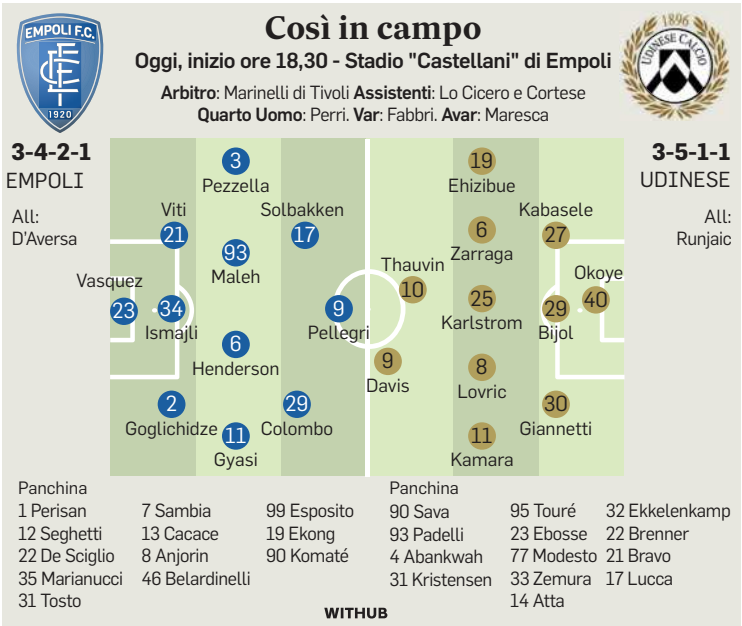 EMPOLI F.C.
1920
Così in campo
Oggi, inizio ore 18,30 - Stadio "Castellani" di Empoli
Arbitro: Marinelli di Tivoli Assistenti: Lo Cicero e Cortese
Quarto Uomo: Perri. Var: Fabbri. Avar: Maresca
1896
UDINESE CALCIO
3-4-2-1
EMPOLI
All:
D'Aversa
3-5-1-1
UDINESE
All:
Runjaic
23
Vasquez
21
Viti
34
Ismajli
2
Goglichidze
3
Pezzella
93
Maleh
6
Henderson
11
Gyasi
17
Solbakken
29
Colombo
9
Pellegri
10
Thauvin
9
Davis
19
Ehizibue
6
Zarraga
25
Karlstrom
8
Lovric
11
Kamara
27
Kabasele
29
Bijol
30
Giannetti
40
Okoye
Panchina
1 Perisan
12 Seghetti
22 De Sciglio
35 Marianucci
31 Tosto
7 Sambia
13 Cacace
8 Anjorin
46 Belardinelli
99 Esposito
19 Ekong
90 Komaté
Panchina
90 Sava
93 Padelli
4 Abankwah
31 Kristensen
95 Touré
23 Ebosse
77 Modesto
33 Zemura
14 Atta
32 Ekkelenkamp
22 Brenner
21 Bravo
17 Lucca
WITHUB